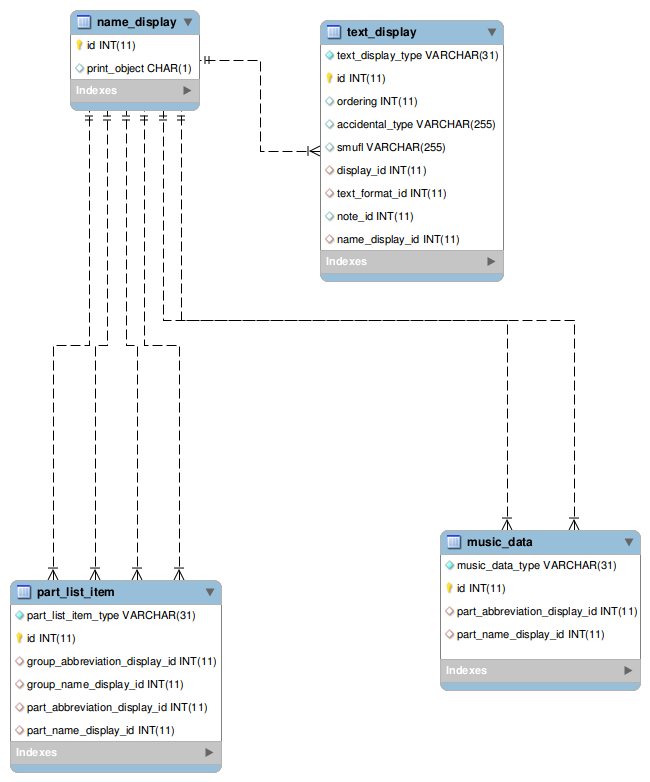 name_display
id INT(11)
print_object CHAR(1)
Indexes
text_display
text_display_type VARCHAR(31)
id INT(11)
ordering INT(11)
accidental_type VARCHAR(255)
smufl VARCHAR(255)
display_id INT(11)
text_format_id INT(11)
note_id INT(11)
name_display_id INT(11)
Indexes
music_data
music_data_type VARCHAR(31)
id INT(11)
part_abbreviation_display_id INT(11)
part_name_display_id INT(11)
Indexes
part_list_item
part_list_item_type VARCHAR(31)
id INT(11)
group_abbreviation_display_id INT(11)
group_name_display_id INT(11)
part_abbreviation_display_id INT(11)
part_name_display_id INT(11)
Indexes